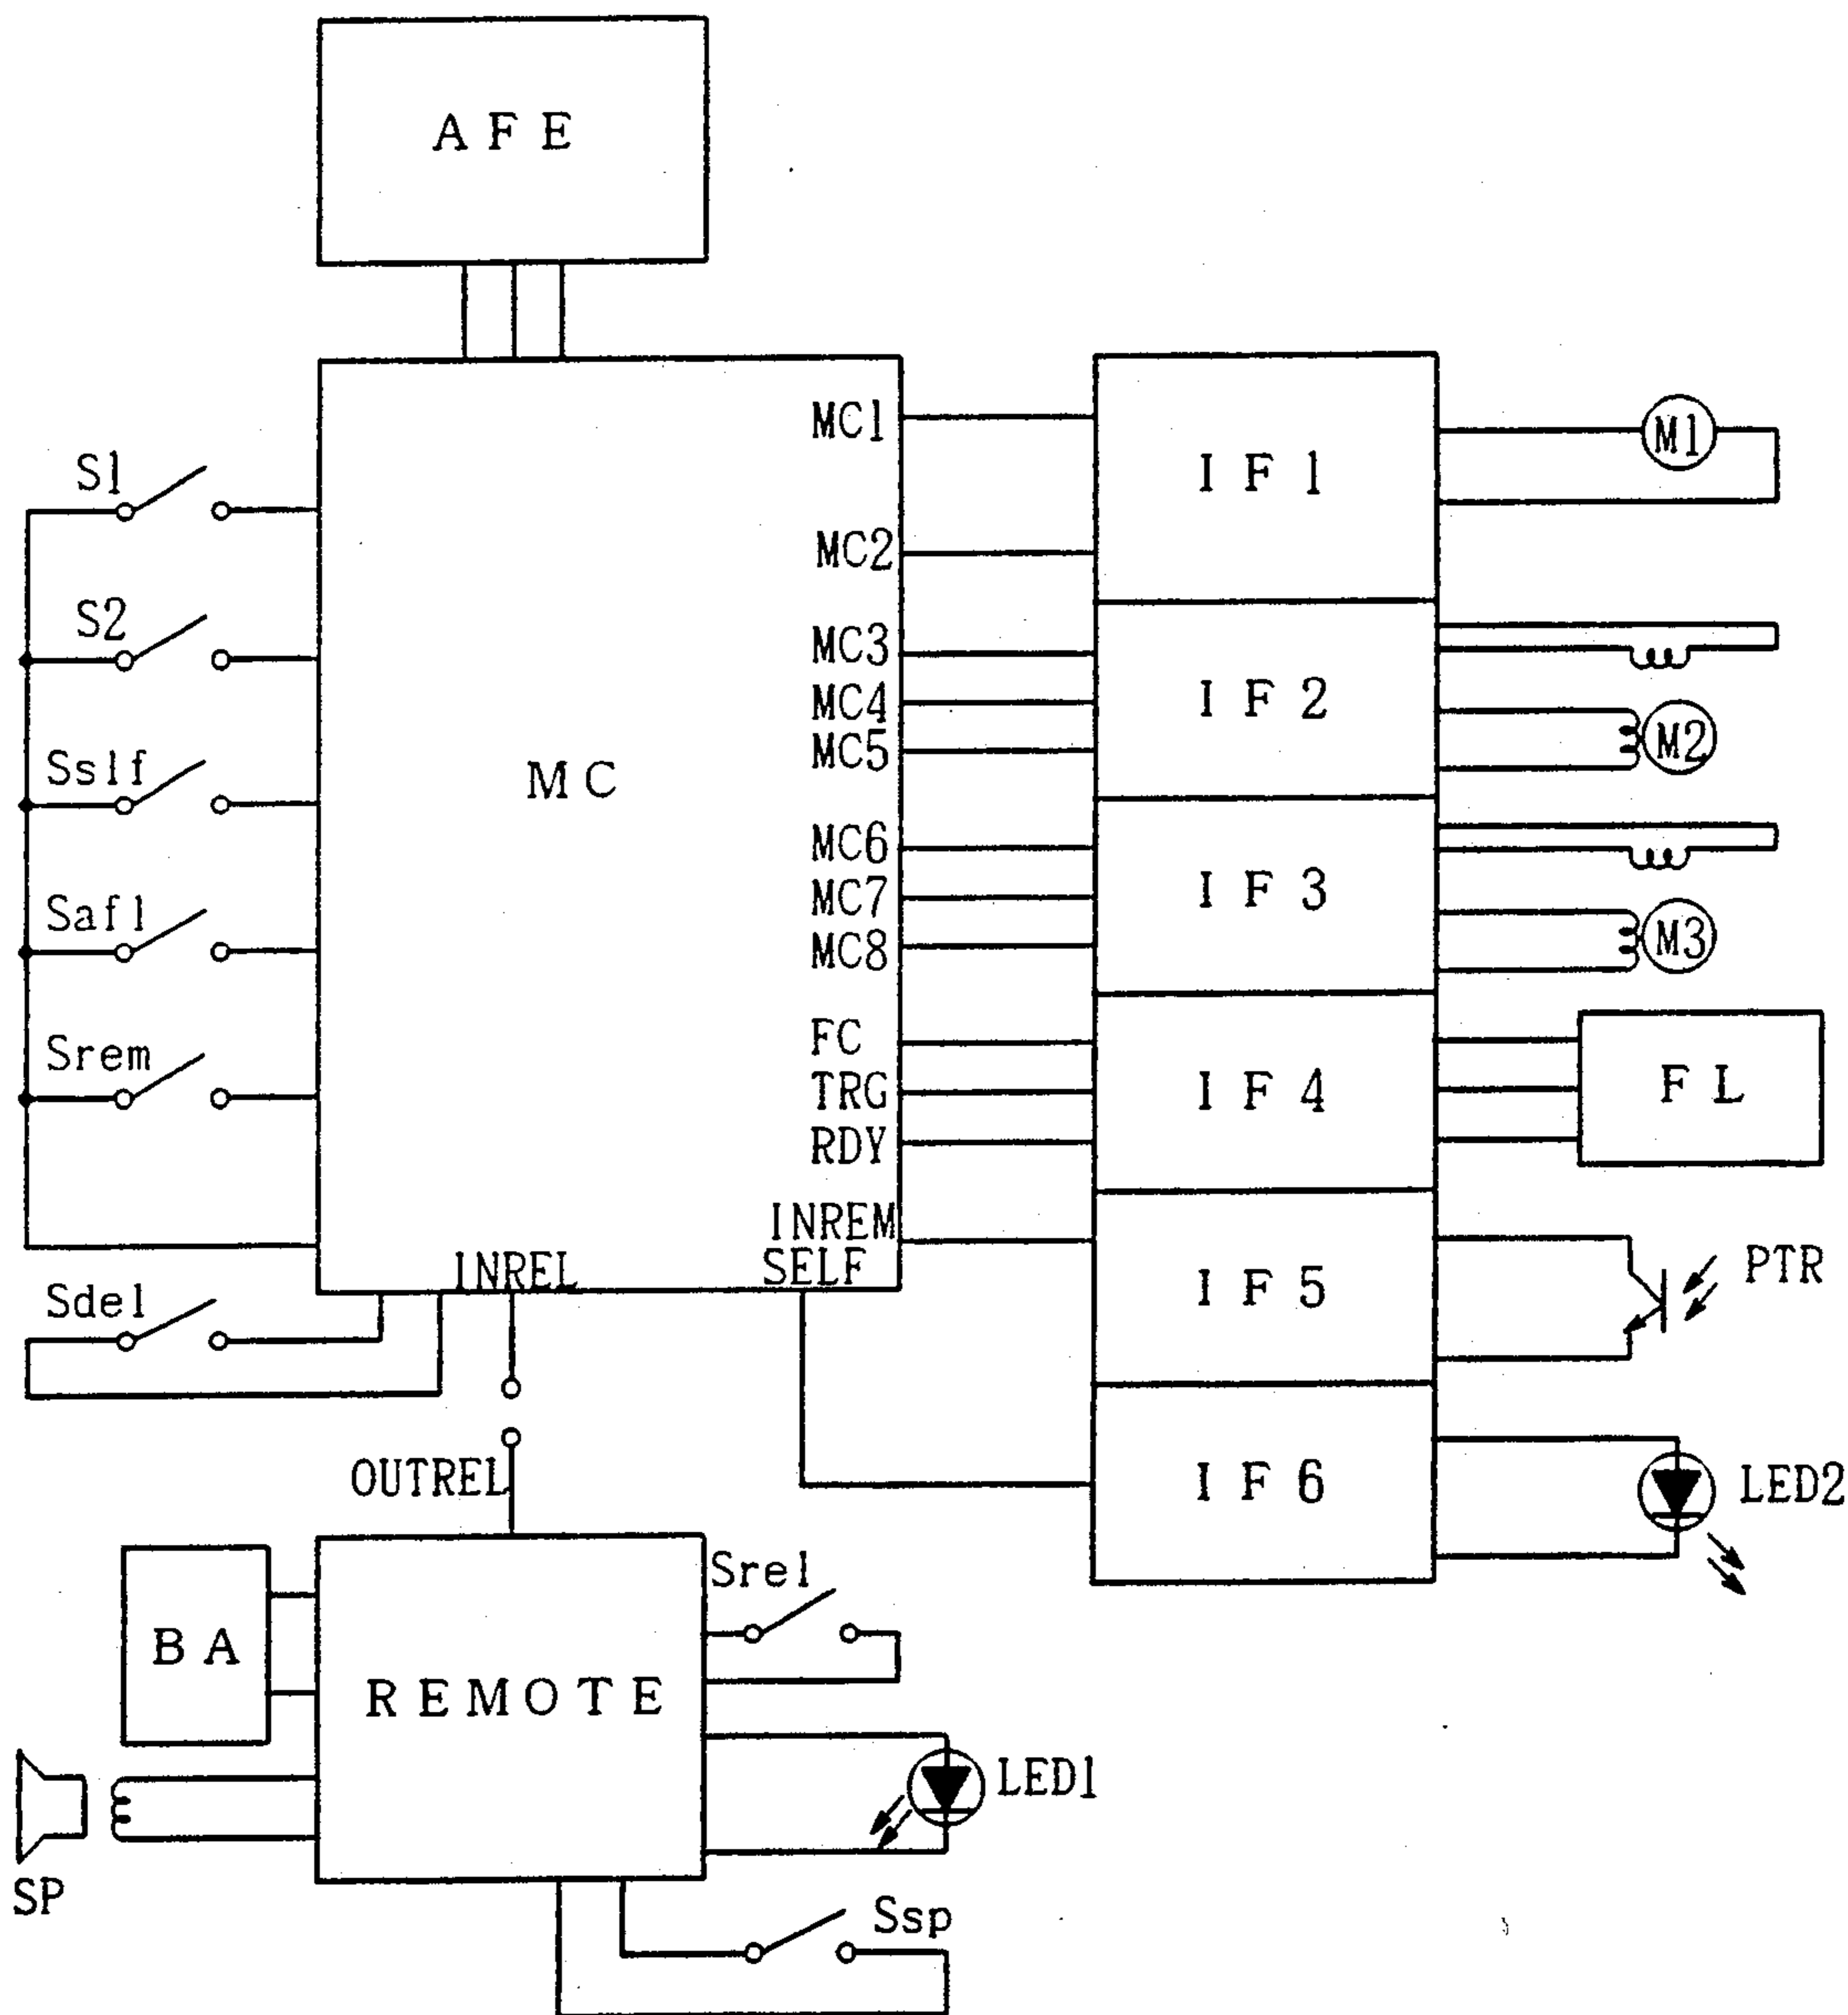 AFE
MC1
IF1
M1
S1
MC2
S2
MC3
MC4
IF2
MC5
M2
Sslf
MC
MC6
MC7
IF3
MC8
M3
Safl
FC
TRG
IF4
FL
RDY
Srem
INREM
SELF
INREL
IF5
PTR
Sdel
OUTREL
IF6
LED2
Srel
BA
REMOTE
LED1
SP
Ssp